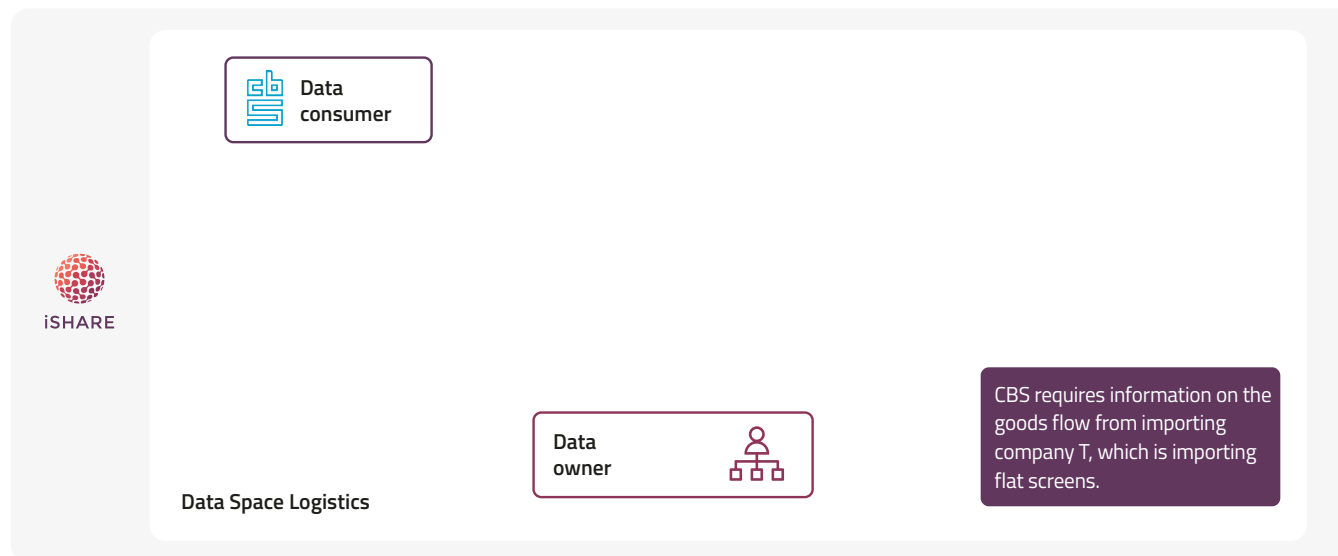 cbs
Data
consumer
iSHARE
CBS requires information on the
goods flow from importing
company T, which is importing
flat screens.
Data
owner
Data Space Logistics